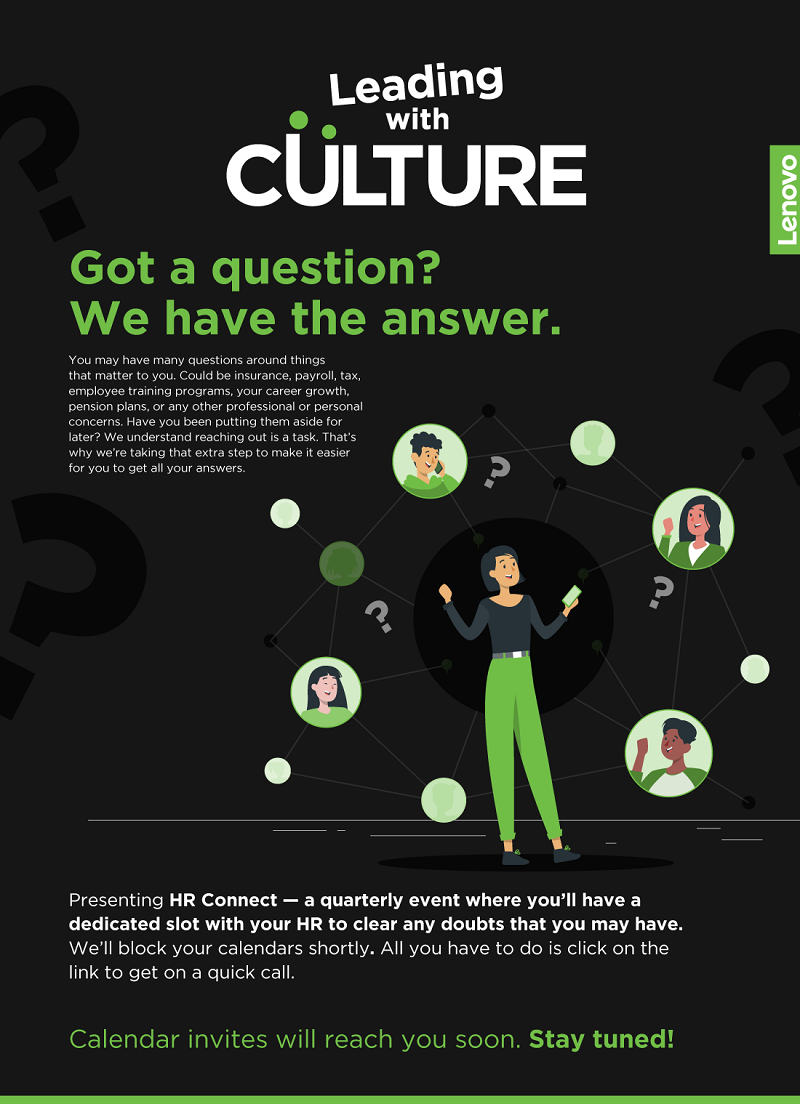 Leading
with
CÜLTURE
Lenovo
Got a question?
We have the answer.
You may have many questions around things
that matter to you. Could be insurance, payroll, tax,
employee training programs, your career growth,
pension plans, or any other professional or personal
concerns. Have you been putting them aside for
later? We understand reaching out is a task. That's
why we're taking that extra step to make it easier
for you to get all your answers.
?
?
?
?
?
?
Presenting HR Connect — a quarterly event where you'll have a
dedicated slot with your HR to clear any doubts that you may have.
We'll block your calendars shortly. All you have to do is click on the
link to get on a quick call.
Calendar invites will reach you soon. Stay tuned!